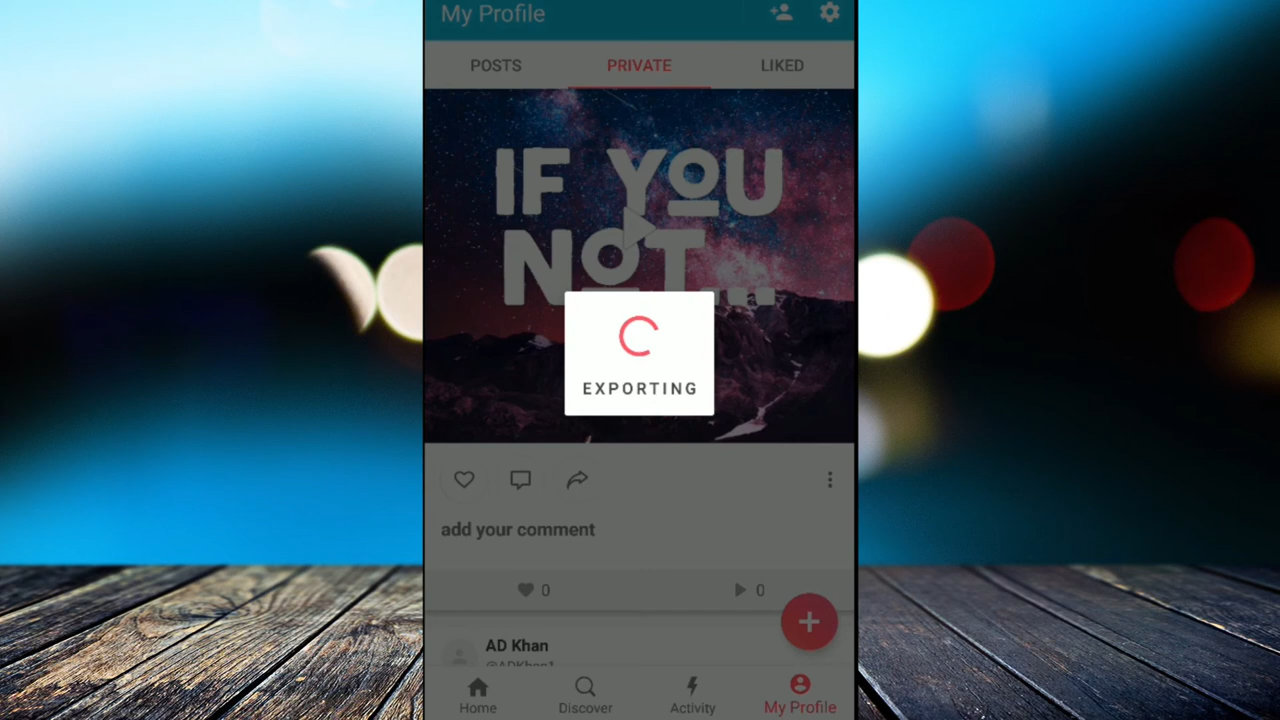 My Profile
POSTS PRIVATE LIKED
IF YOU
NOT...
EXPORTING
add your comment
0 0
AD Khan
@ADKhan1
Home Discover Activity My Profile